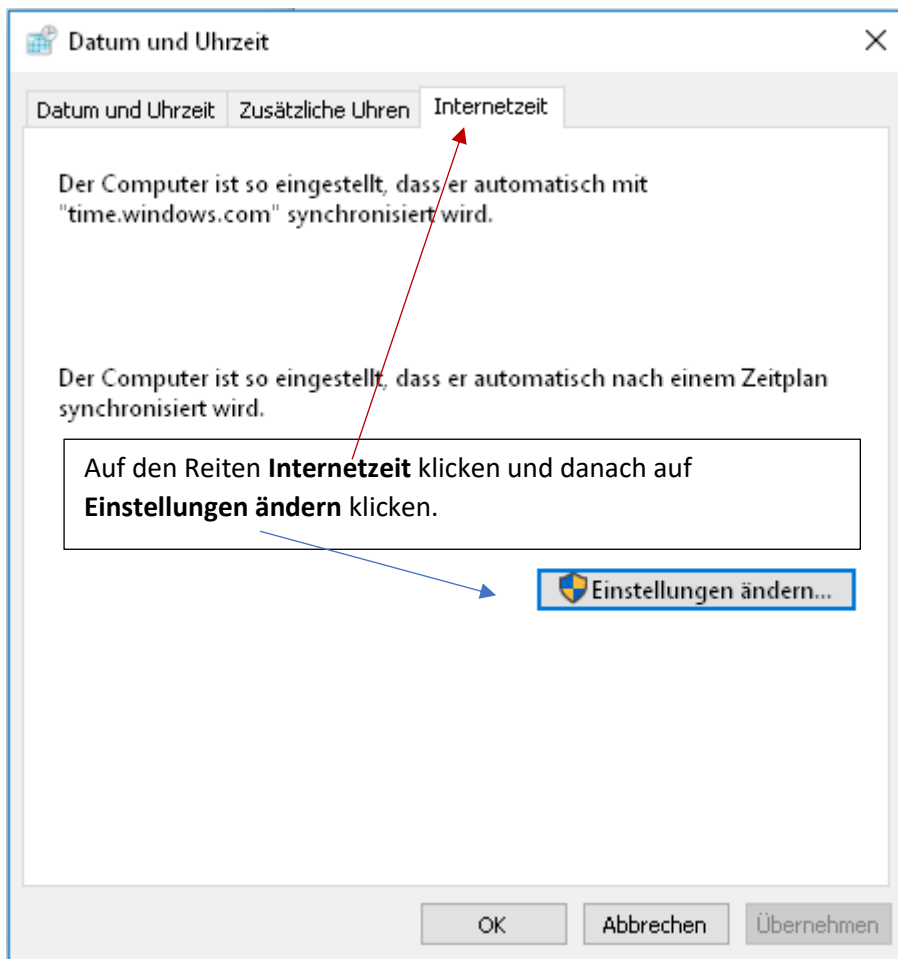 Datum und Uhrzeit
Datum und Uhrzeit Zusätzliche Uhren Internetzeit
Der Computer ist so eingestellt, dass er automatisch mit
"time.windows.com" synchronisiert wird.
Der Computer ist so eingestellt, dass er automatisch nach einem Zeitplan
synchronisiert wird.
Auf den Reiten Internetzeit klicken und danach auf
Einstellungen ändern klicken.
Einstellungen ändern...
OK Abbrechen Übernehmen